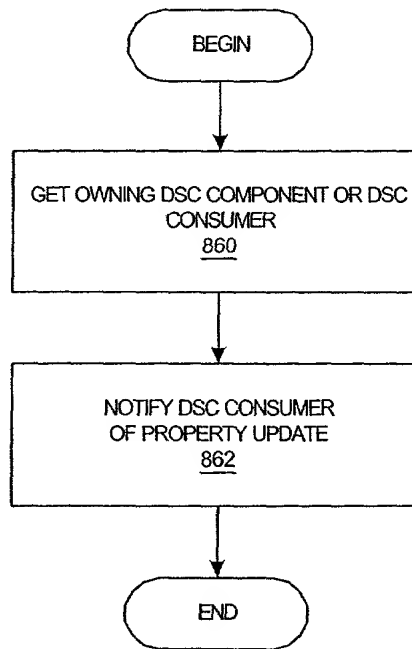 BEGIN
GET OWNING DSC COMPONENT OR DSC
CONSUMER
860
NOTIFY DSC CONSUMER
OF PROPERTY UPDATE
862
END